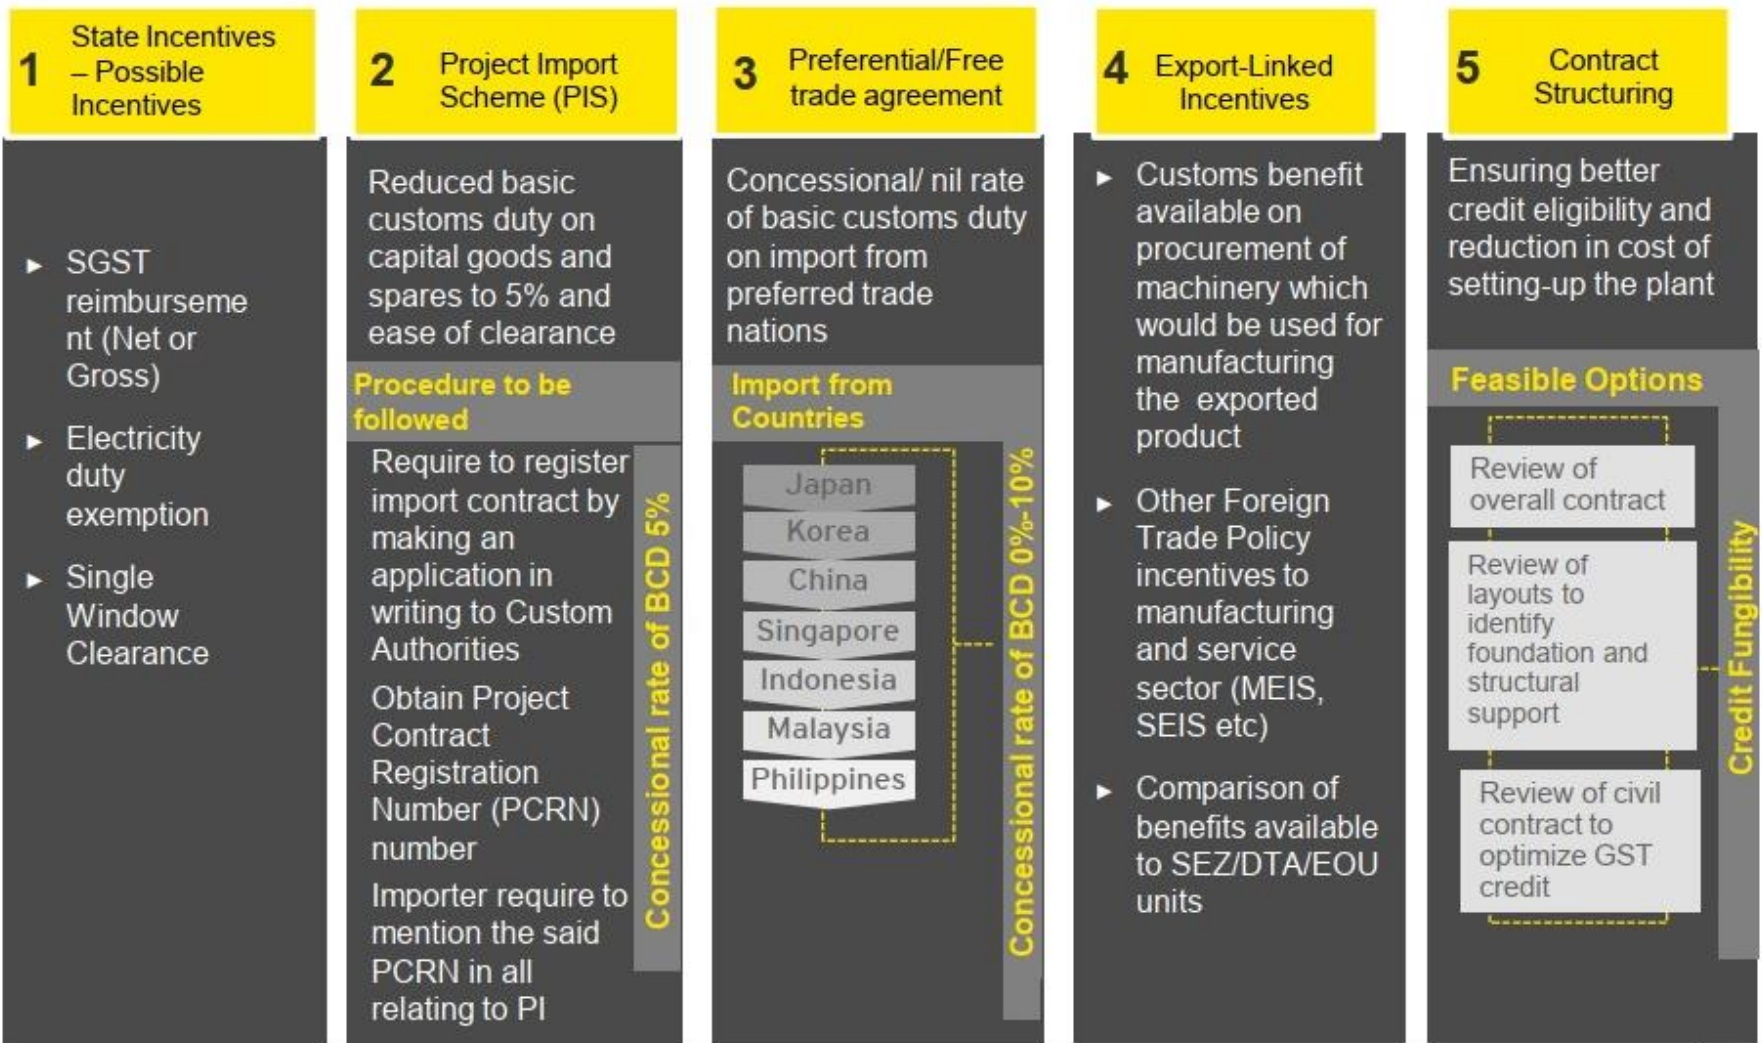 1
State Incentives
– Possible
Incentives
► SGST
reimburseme
nt (Net or
Gross)
► Electricity
duty
exemption
► Single
Window
Clearance
2
Project Import
Scheme (PIS)
Reduced basic
customs duty on
capital goods and
spares to 5% and
ease of clearance
Procedure to be
followed
Require to register
import contract by
making an
application in
writing to Custom
Authorities
Obtain Project
Contract
Registration
Number (PCRN)
number
Importer require to
mention the said
PCRN in all
relating to PI
Concessional rate of BCD 5%
3
Preferential/Free
trade agreement
Concessional/ nil rate
of basic customs duty
on import from
preferred trade
nations
Import from
Countries
Japan
Korea
China
Singapore
Indonesia
Malaysia
Philippines
Concessional rate of BCD 0%-10%
4
Export-Linked
Incentives
► Customs benefit
available on
procurement of
machinery which
would be used for
manufacturing
the exported
product
► Other Foreign
Trade Policy
incentives to
manufacturing
and service
sector (MEIS,
SEIS etc)
► Comparison of
benefits available
to SEZ/DTA/EOU
units
5
Contract
Structuring
Ensuring better
credit eligibility and
reduction in cost of
setting-up the plant
Feasible Options
Review of
overall contract
Review of
layouts to
identify
foundation and
structural
support
Review of civil
contract to
optimize GST
credit
Credit Fungibility